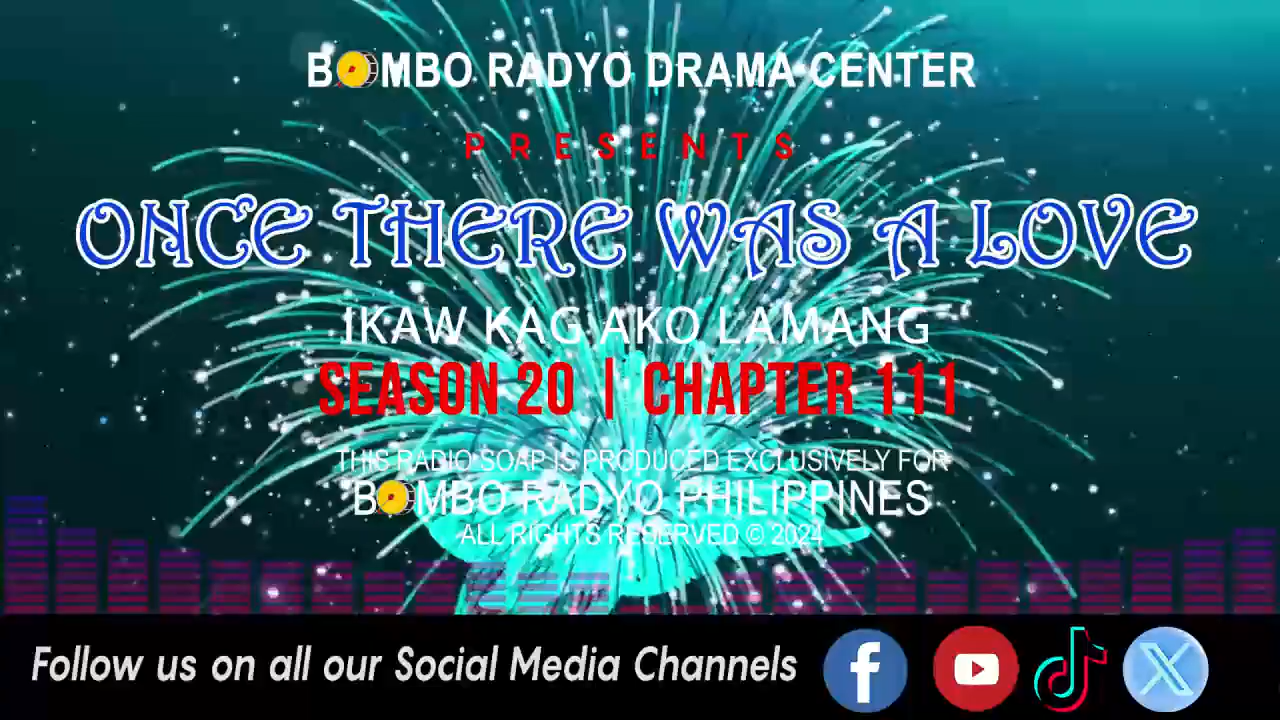 BOMBO RADYO DRAMA CENTER
PRESENTS
ONCE THERE WAS A LOVE
IKAW KAG AKO LAMANG
SEASON 20 | CHAPTER 111
THIS RADIO SOAP IS PRODUCED EXCLUSIVELY FOR
BOMBO RADYO PHILIPPINES
ALL RIGHTS RESERVED © 2024
Follow us on all our Social Media Channels